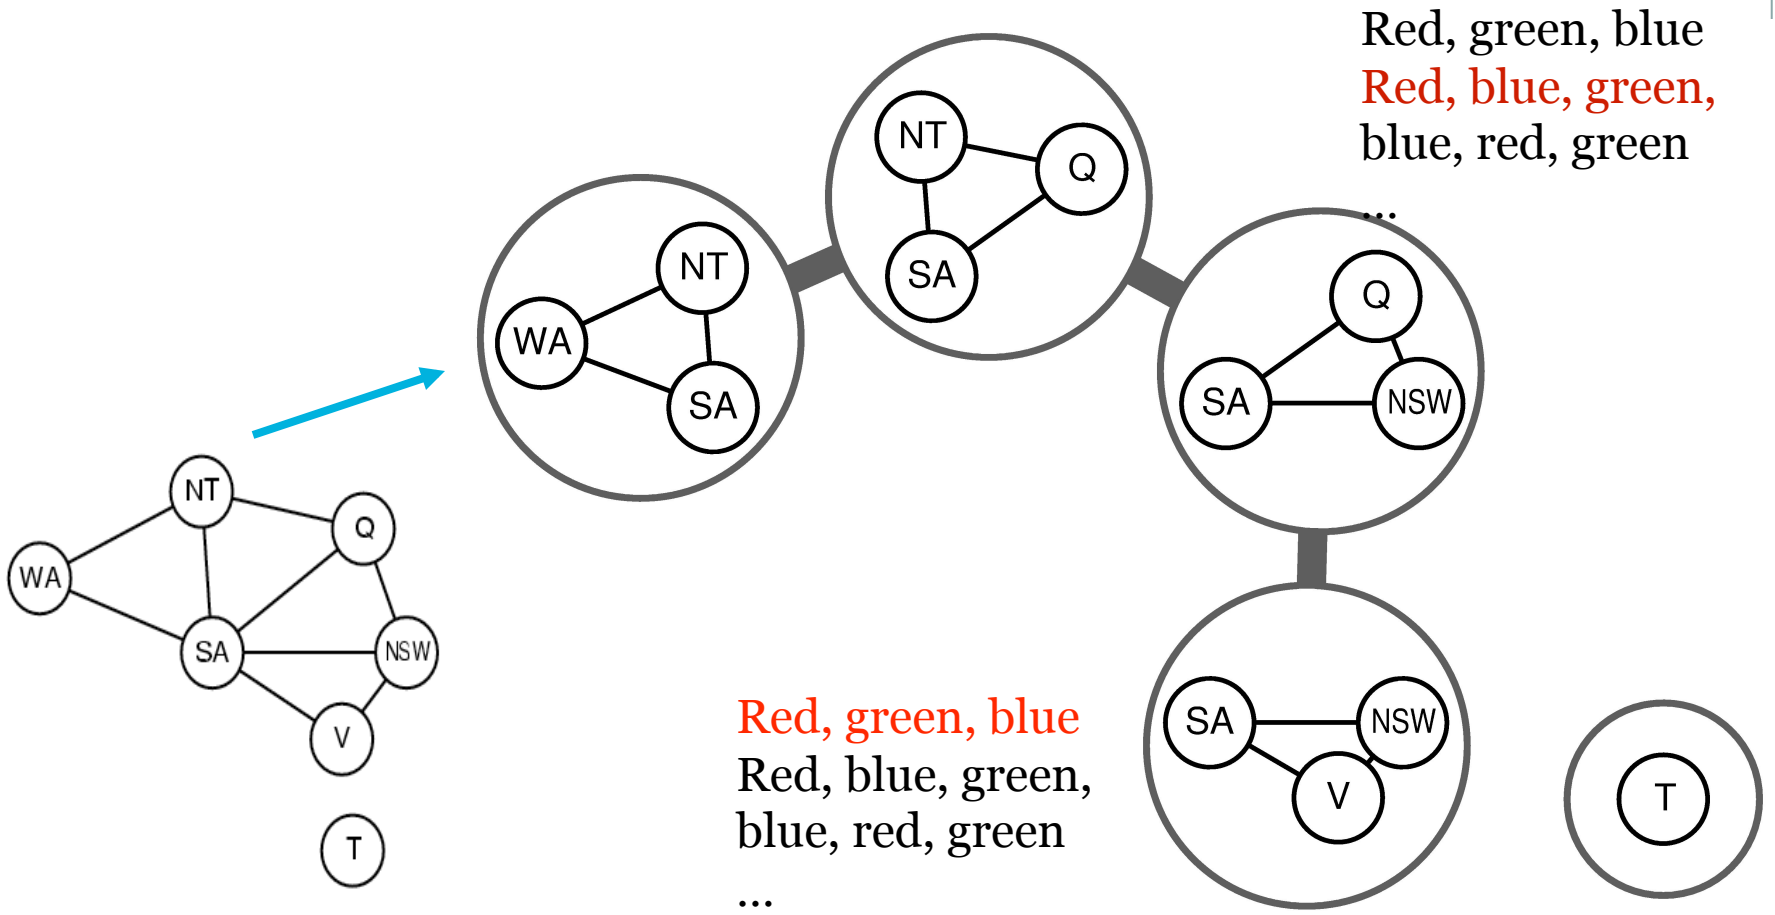 Red, green, blue
Red, blue, green,
blue, red, green
...
NT
Q
SA
NT
WA
SA
Q
SA
NSW
NT
Q
WA
SA
NSW
V
T
Red, green, blue
Red, blue, green,
blue, red, green
...
SA
NSW
V
T